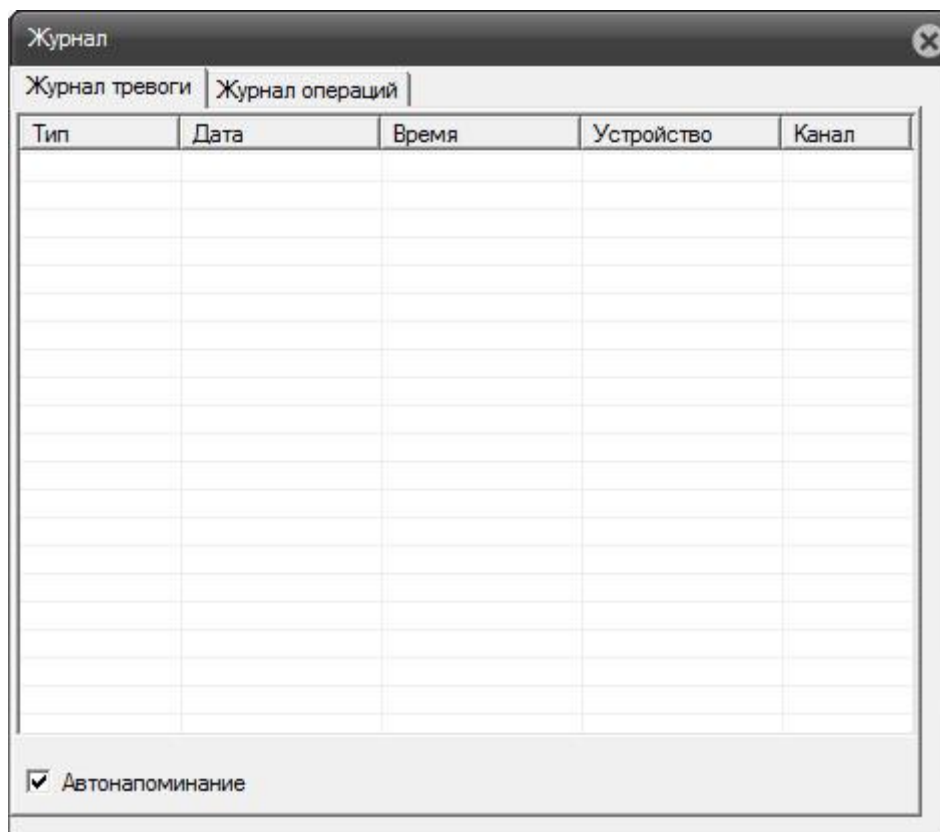 Журнал
Журнал тревоги Журнал операций
Тип Дата Время Устройство Канал
Автонапоминание